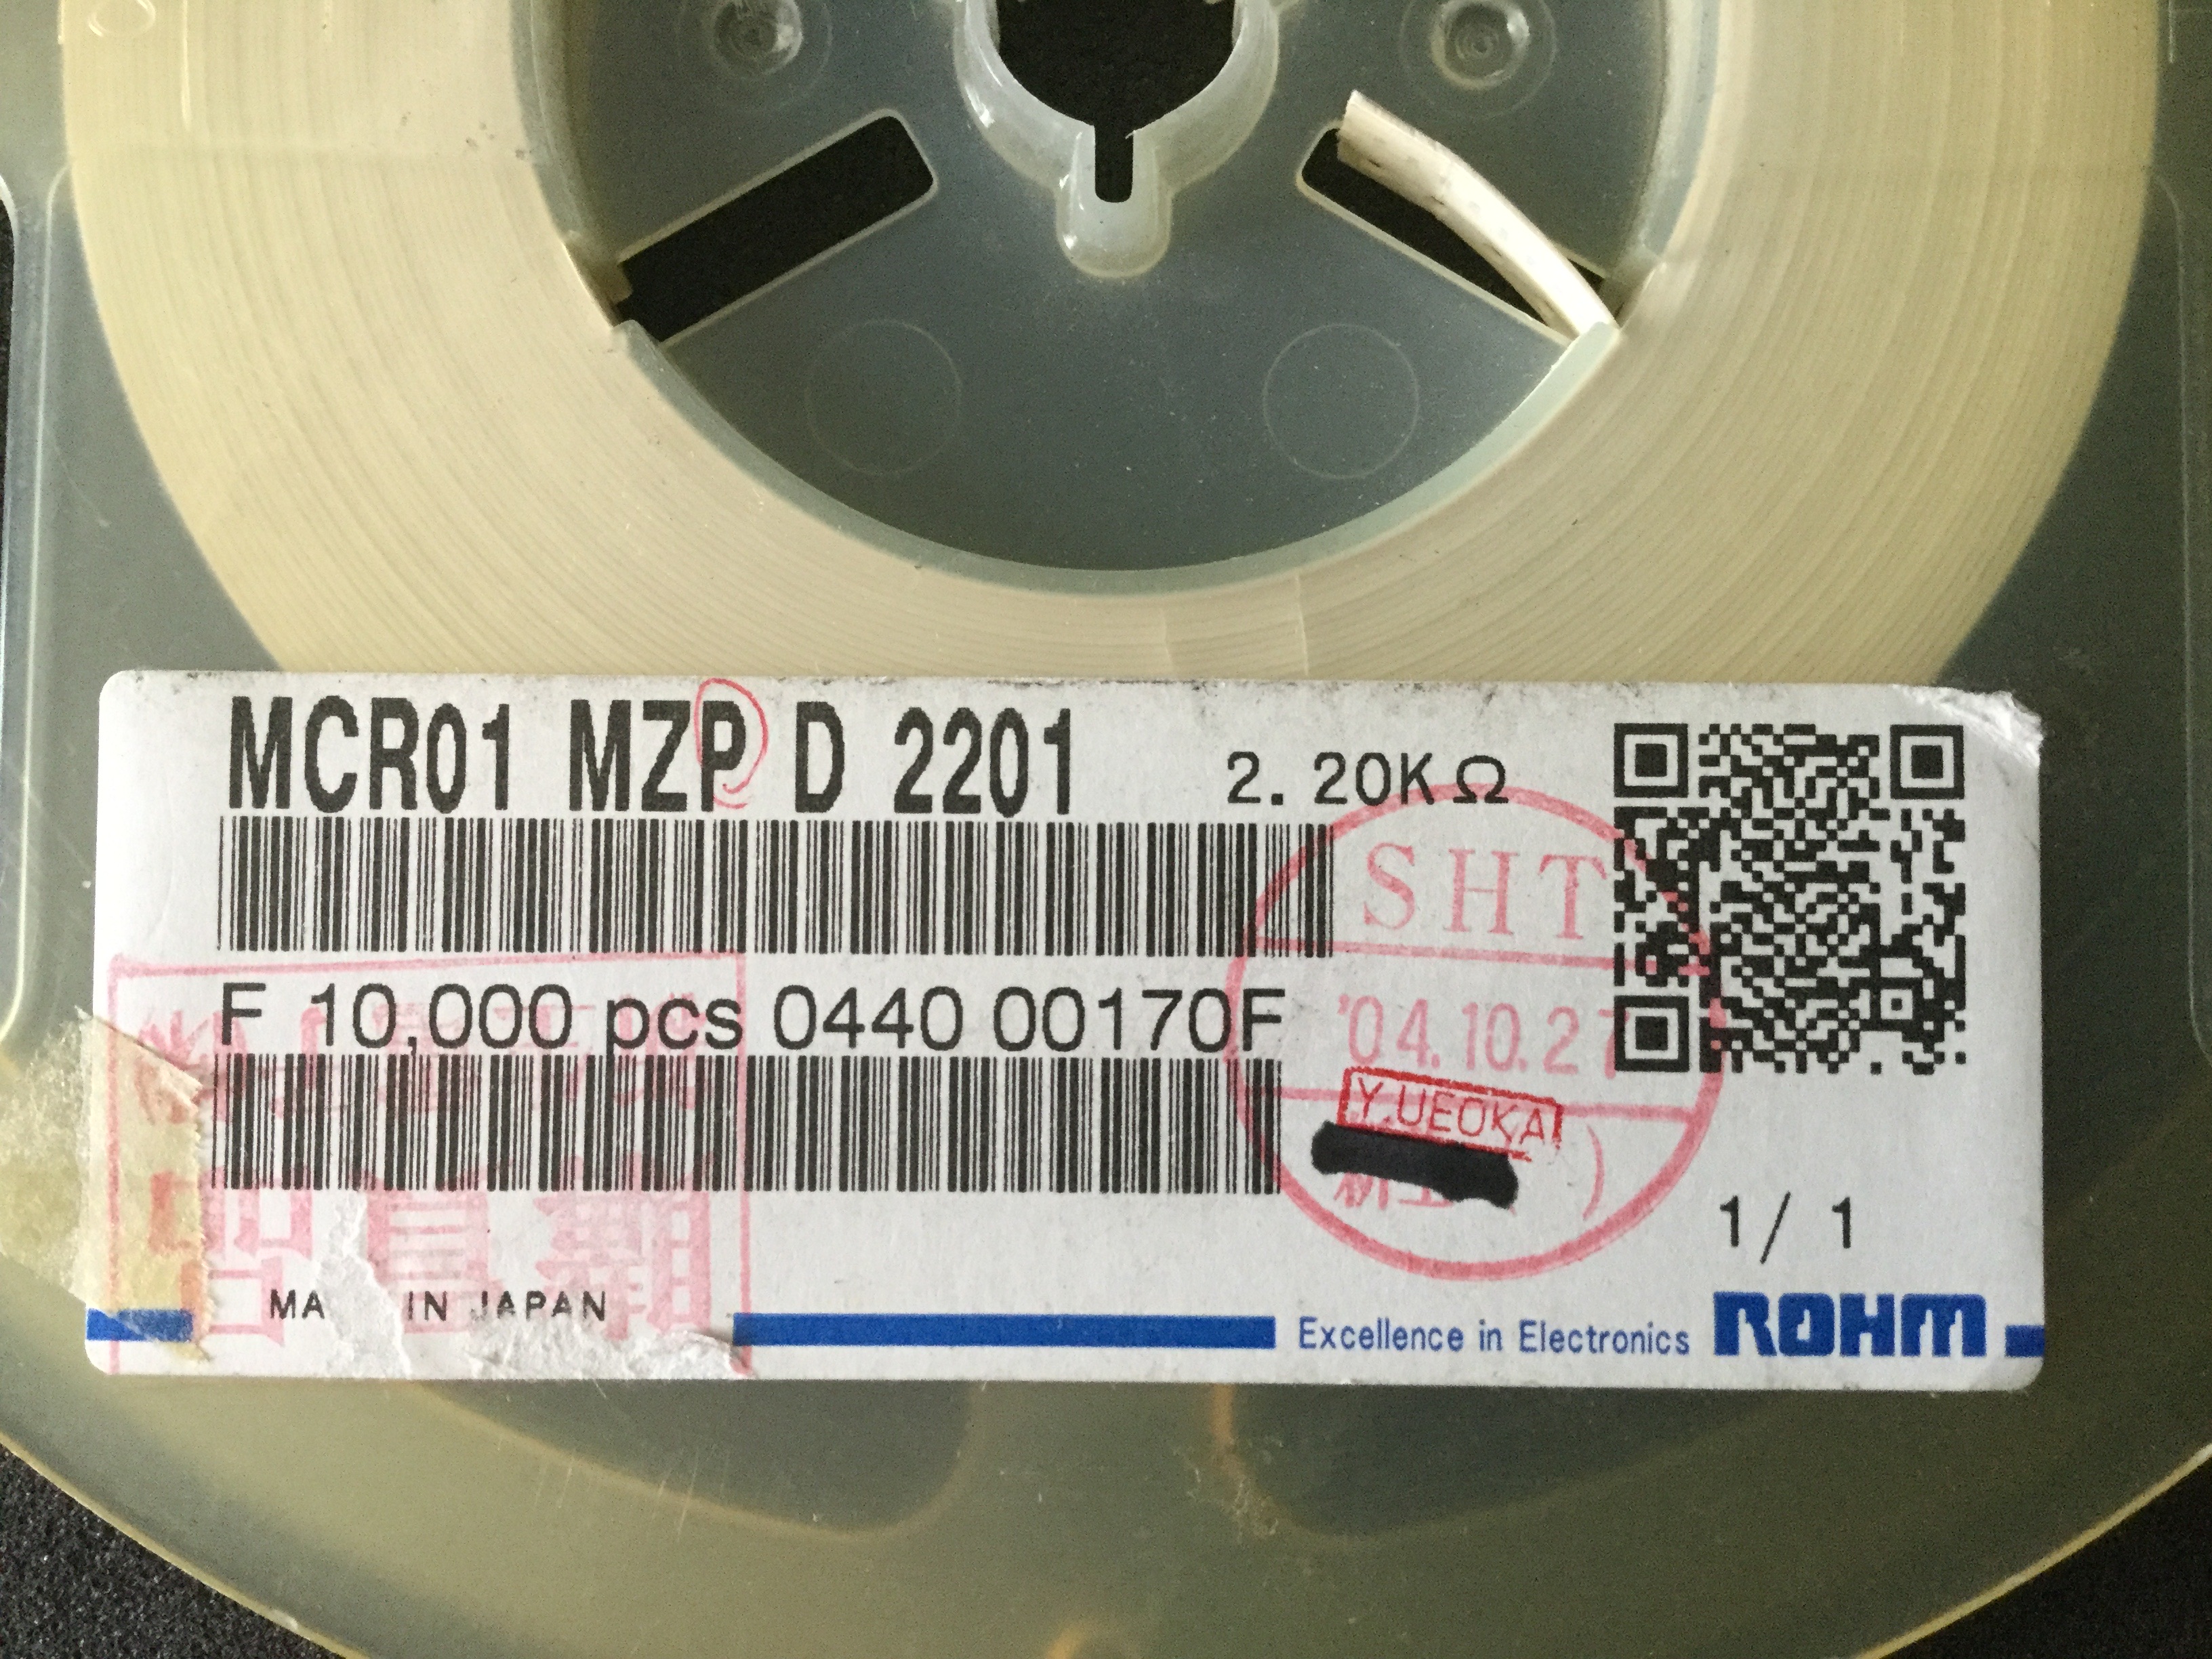 MCR01 MZP D 2201 2.20KΩ
SHT
F 10,000 pcs 0440 00170F
'04.10.27
Y.UEOKA
1/ 1
MA IN JAPAN
Excellence in Electronics ROHM